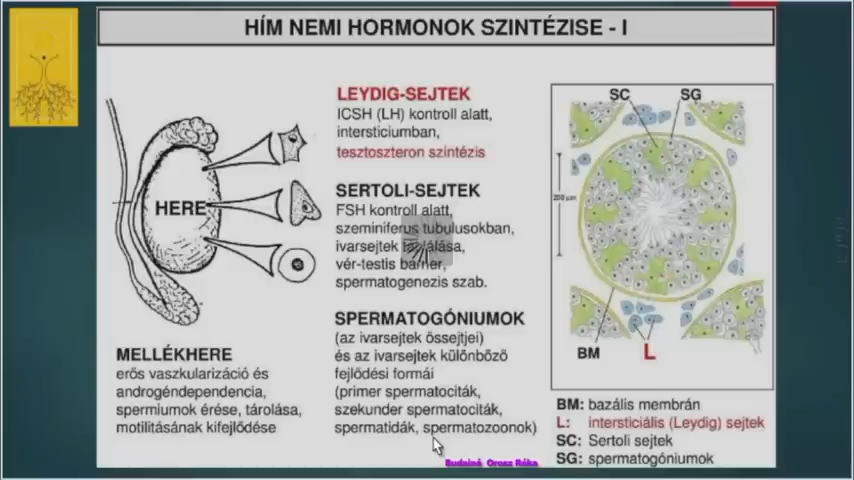 HÍM NEMI HORMONOK SZINTÉZISE - I
HERE
MELLÉKHERE
erős vaszkularizáció és
androgéndependencia,
spermiumok érése, tárolása,
motilitásának kifejlődése
LEYDIG-SEJTEK
ICSH (LH) kontroll alatt,
intersticiumban,
tesztoszteron szintézis
SERTOLI-SEJTEK
FSH kontroll alatt,
szeminiferus tubulusokban,
ivarsejtek
vér-testis barrier,
spermatogenezis szab.
SPERMATOGÓNIUMOK
(az ivarsejtek őssejtjei)
és az ivarsejtek különböző
fejlődési formái
(primer spermatociták,
szekunder spermatociták,
spermatidák, spermatozoonok)
SC
SG
200 µm
BM
L
BM: bazális membrán
L: intersticiális (Leydig) sejtek
SC: Sertoli sejtek
SG: spermatogóniumok
Budainé Orosz Réka